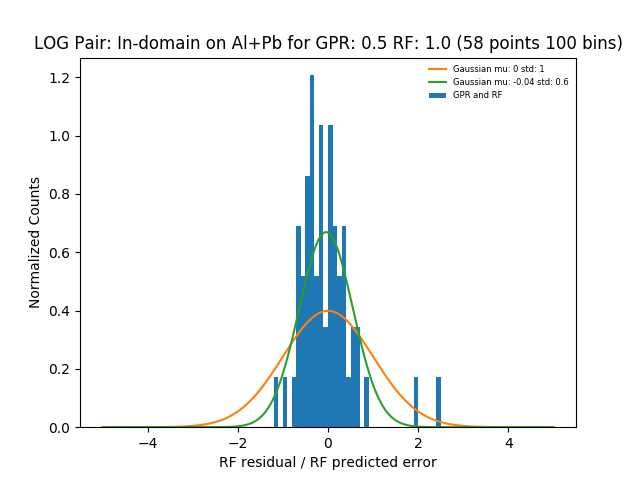 LOG Pair: In-domain on Al+Pb for GPR: 0.5 RF: 1.0 (58 points 100 bins)
Gaussian mu: 0 std: 1
Gaussian mu: -0.04 std: 0.6
GPR and RF
Normalized Counts
1.2
1.0
0.8
0.6
0.4
0.2
0.0
−4
−2
0
2
4
RF residual / RF predicted error